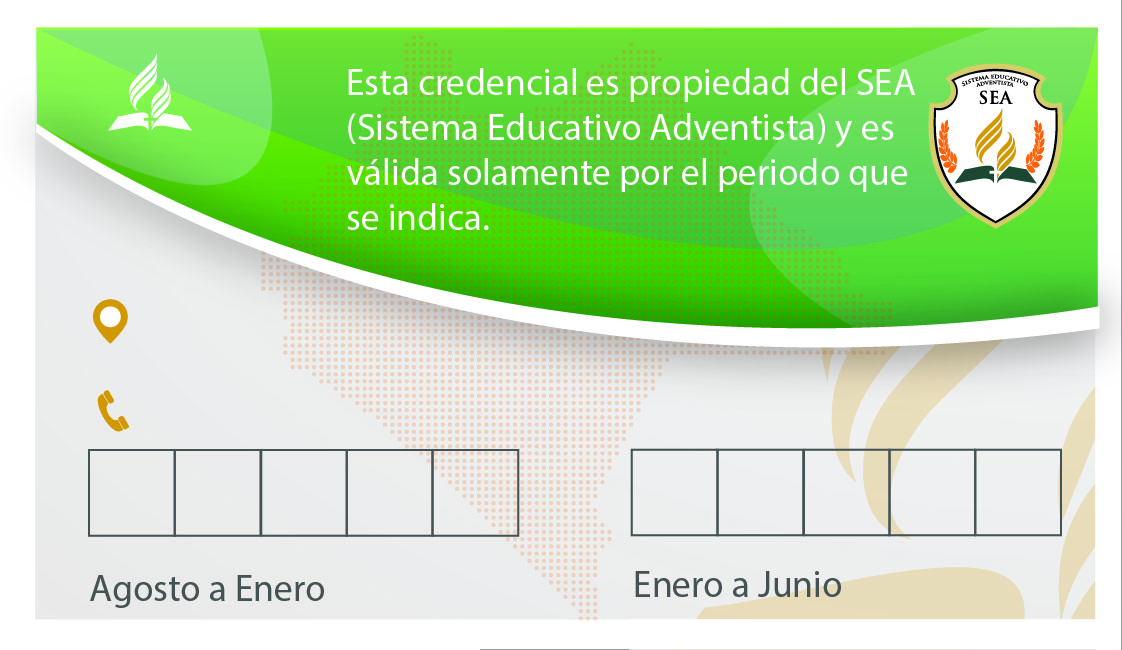 Esta credencial es propiedad del SEA
(Sistema Educativo Adventista) y es
válida solamente por el periodo que
se indica.
SISTEMA EDUCATIVO
ADVENTISTA
SEA
Agosto a Enero
Enero a Junio